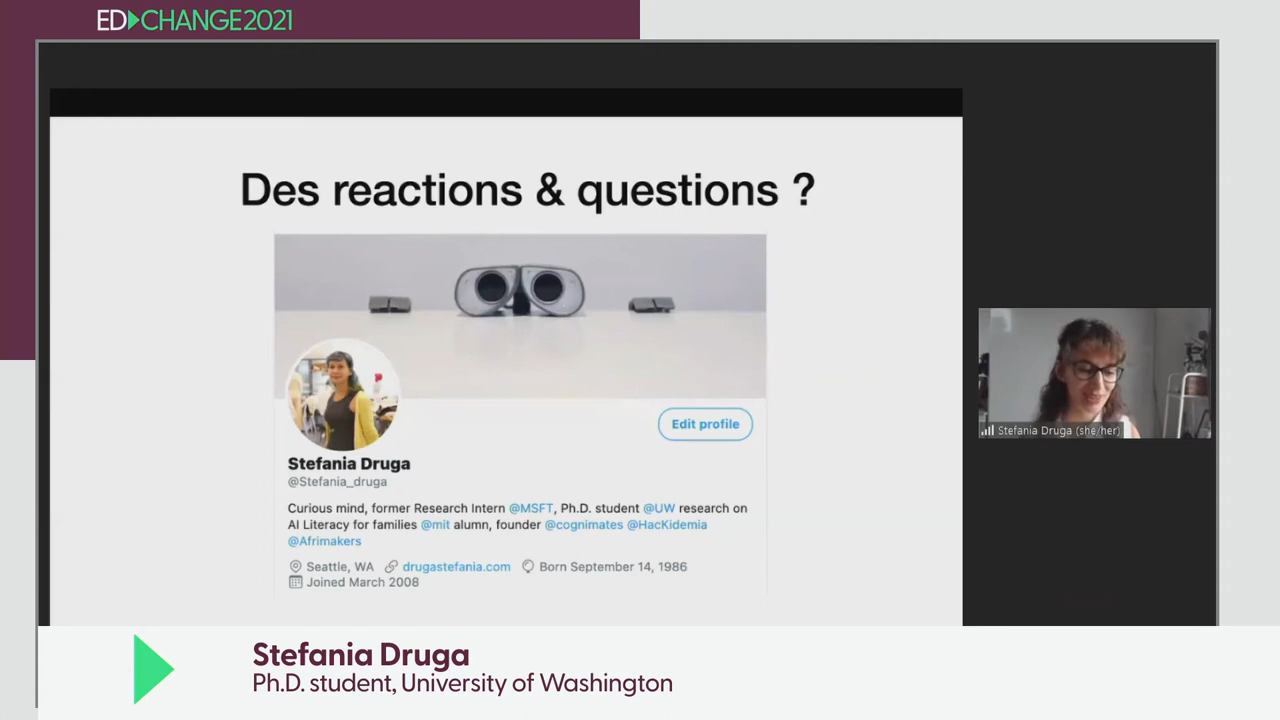 ED CHANGE2021
Des reactions & questions ?
Edit profile
Stefania Druga
@Stefania_druga
Curious mind, former Research Intern @MSFT, Ph.D. student @UW research on
AI Literacy for families @mit alumn, founder @cognimates @HacKidemia
@Afrimakers
Seattle, WA drugastefania.com Born September 14, 1986
Joined March 2008
Stefania Druga (she/her)
Stefania Druga
Ph.D. student, University of Washington